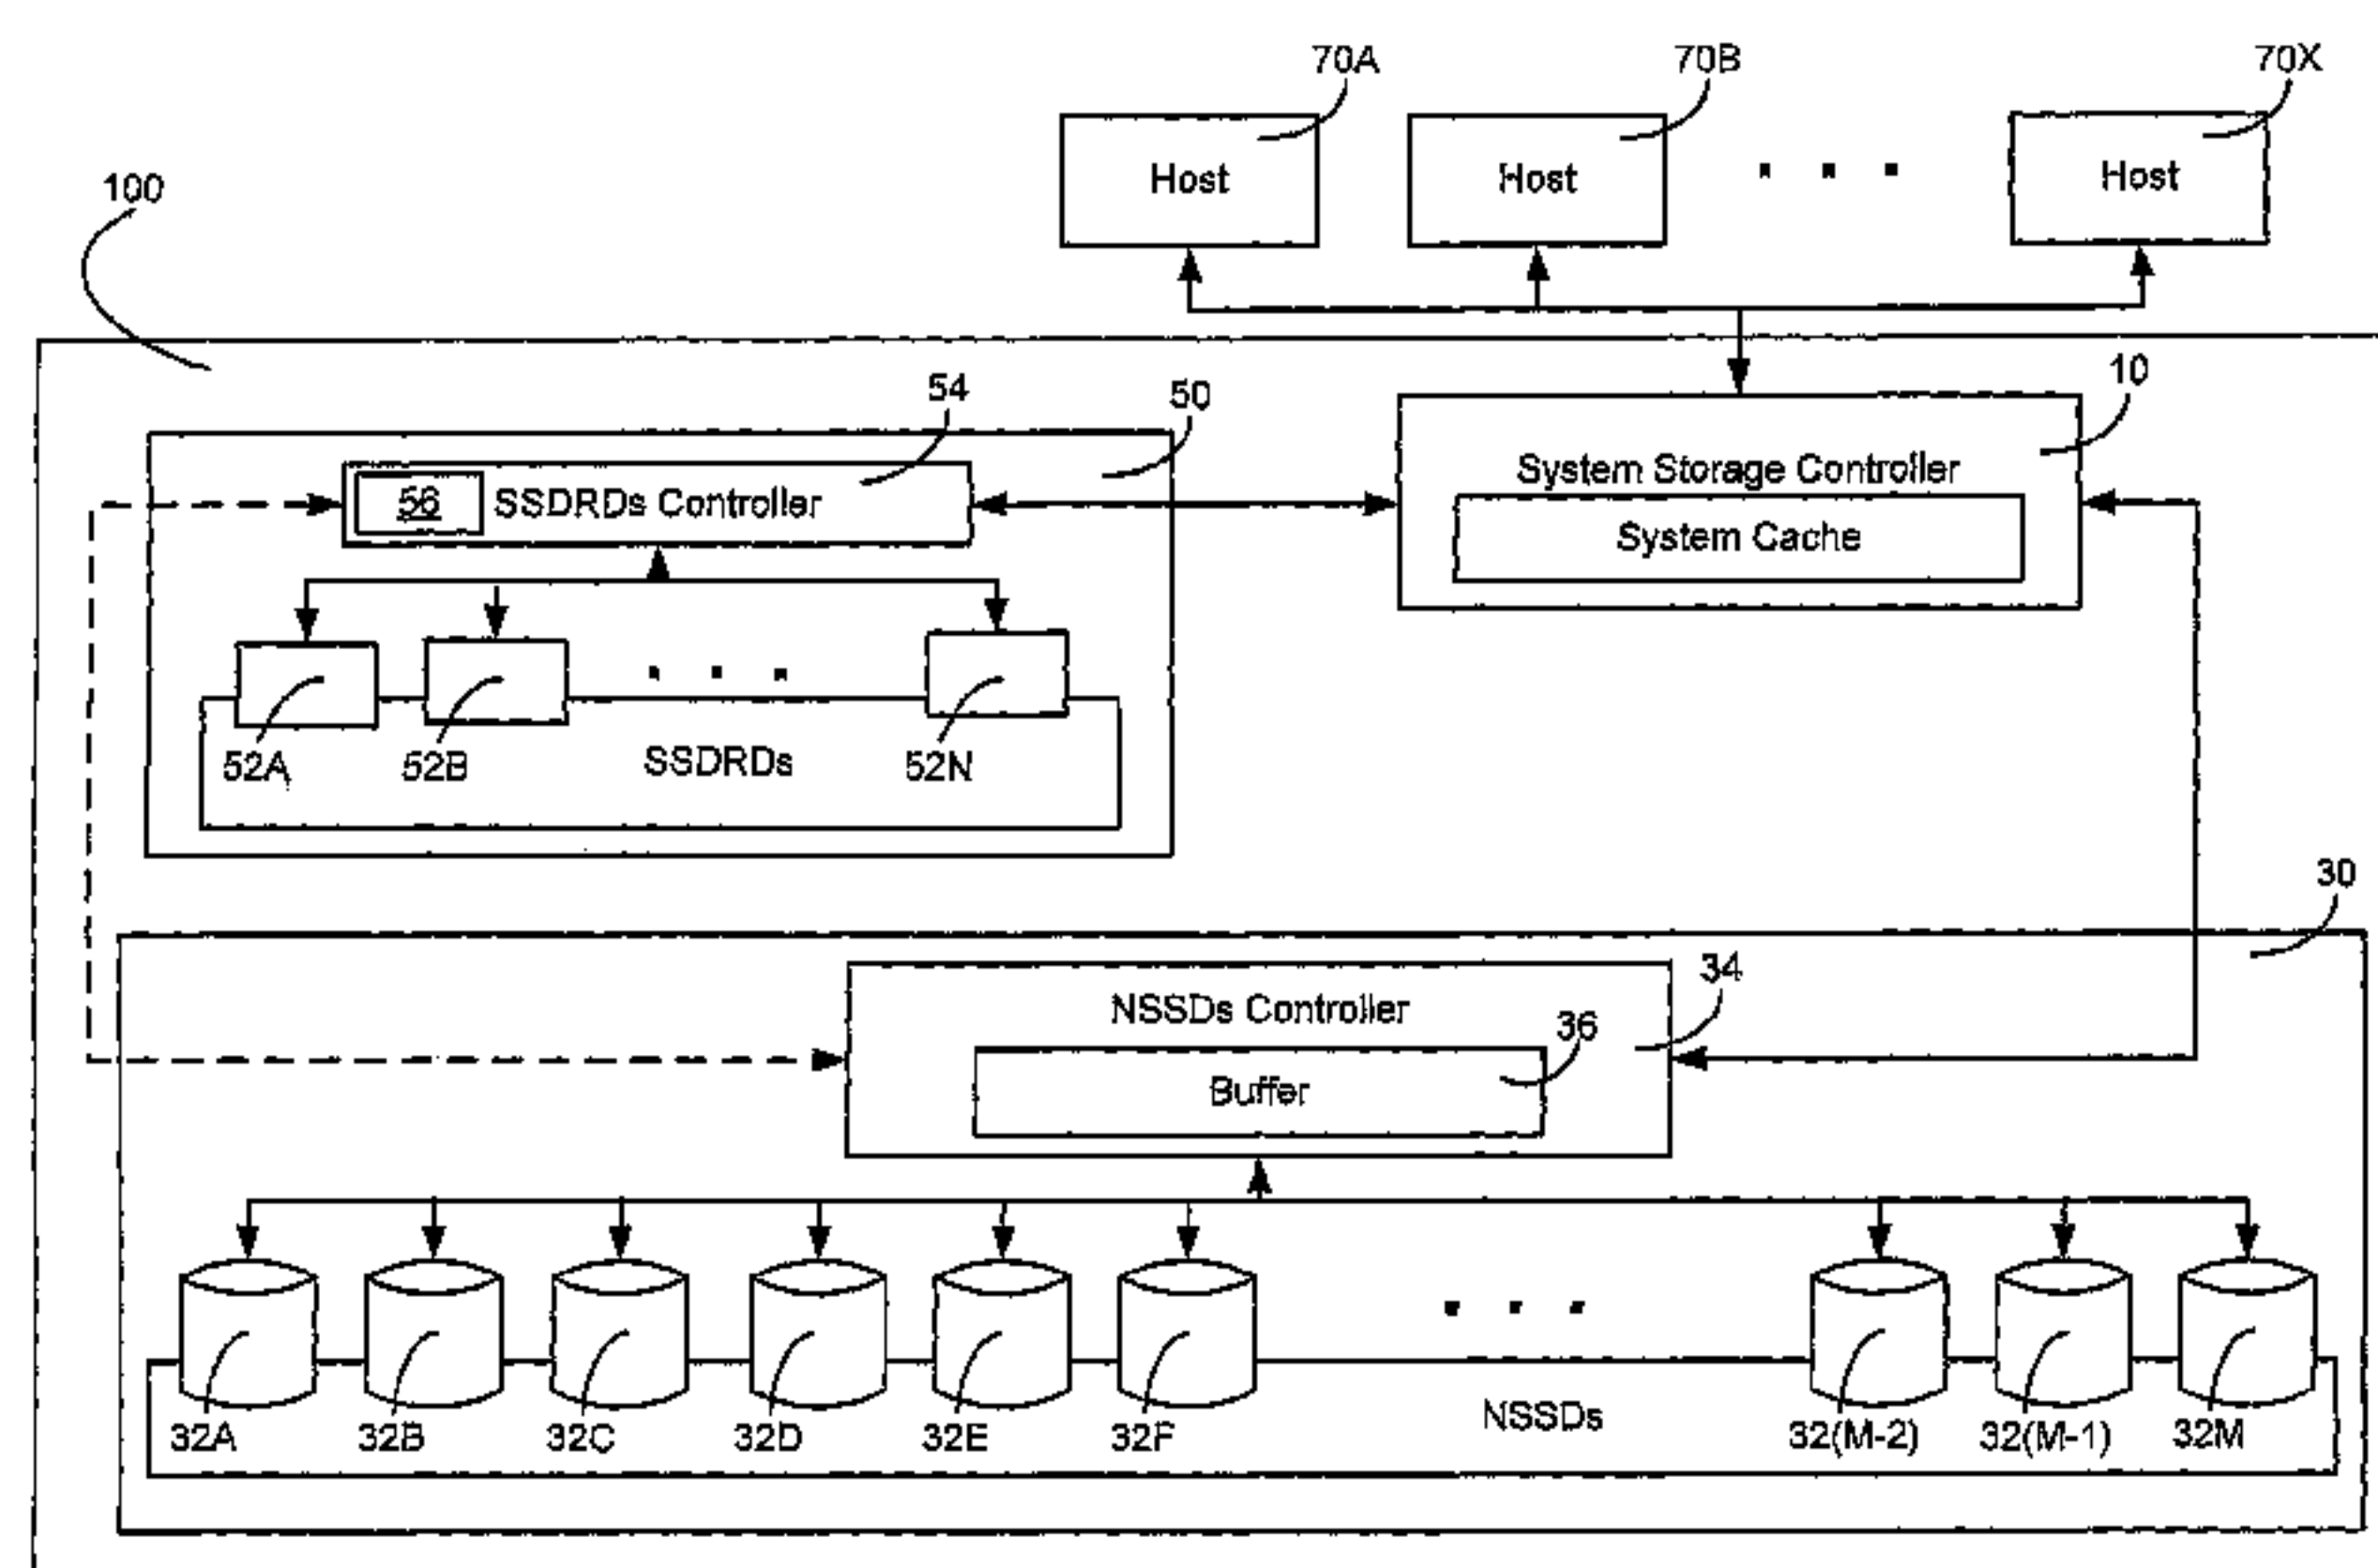 70A
70B
70X
Host
Host
Host
100
54
50
10
56
SSDRDs Controller
System Storage Controller
System Cache
52A
52B
SSDRDs
52N
30
34
NSSDs Controller
36
Buffer
32A
32B
32C
32D
32E
32F
NSSDs
32(M-2)
32(M-1)
32M